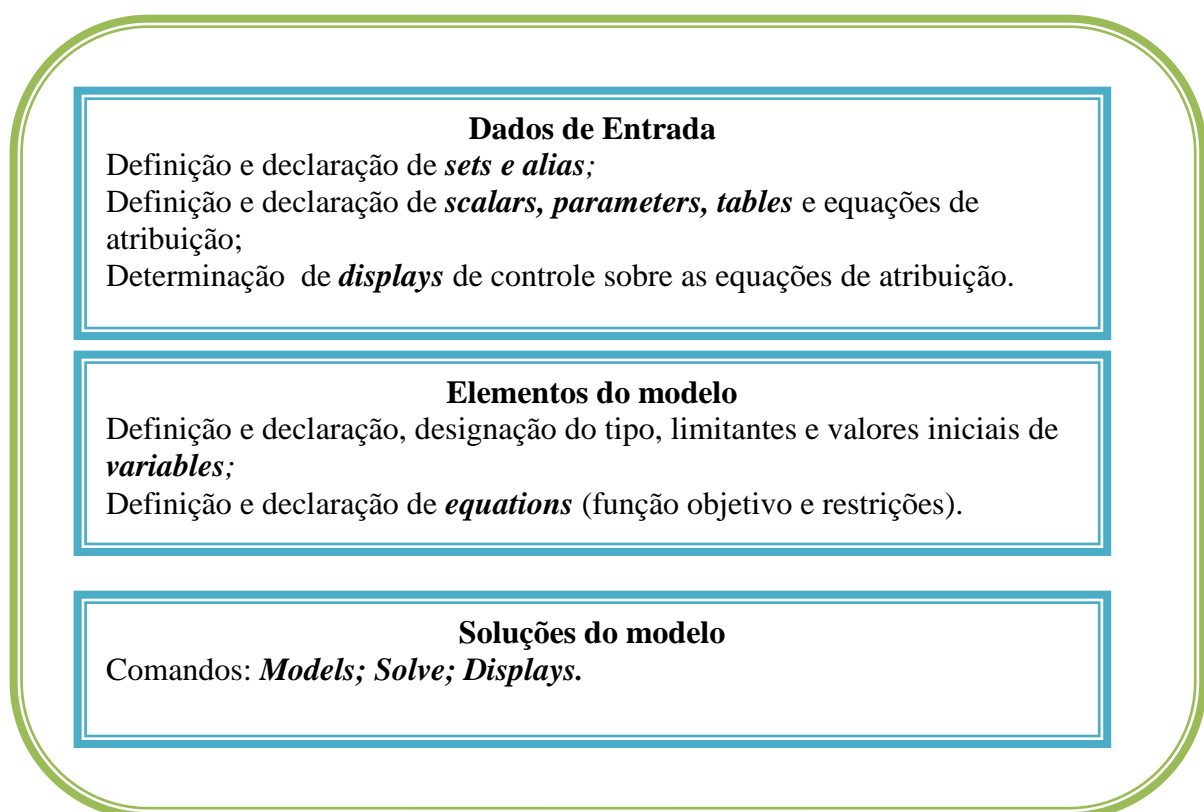 Dados de Entrada
Definição e declaração de sets e alias;
Definição e declaração de scalars, parameters, tables e equações de
atribuição;
Determinação de displays de controle sobre as equações de atribuição.
Elementos do modelo
Definição e declaração, designação do tipo, limitantes e valores iniciais de
variables;
Definição e declaração de equations (função objetivo e restrições).
Soluções do modelo
Comandos: Models; Solve; Displays.